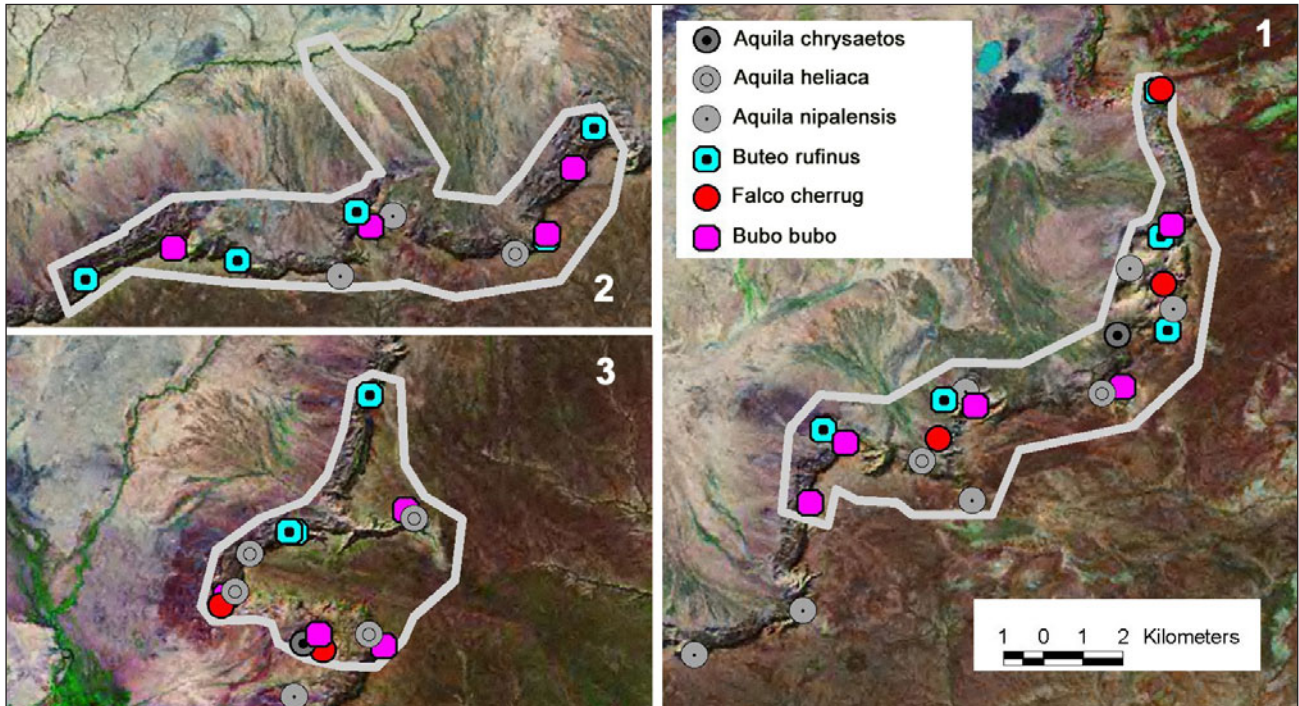 Aquila chrysaetos
Aquila heliaca
Aquila nipalensis
Buteo rufinus
Falco cherrug
Bubo bubo
1
2
3
1 0 1 2 Kilometers